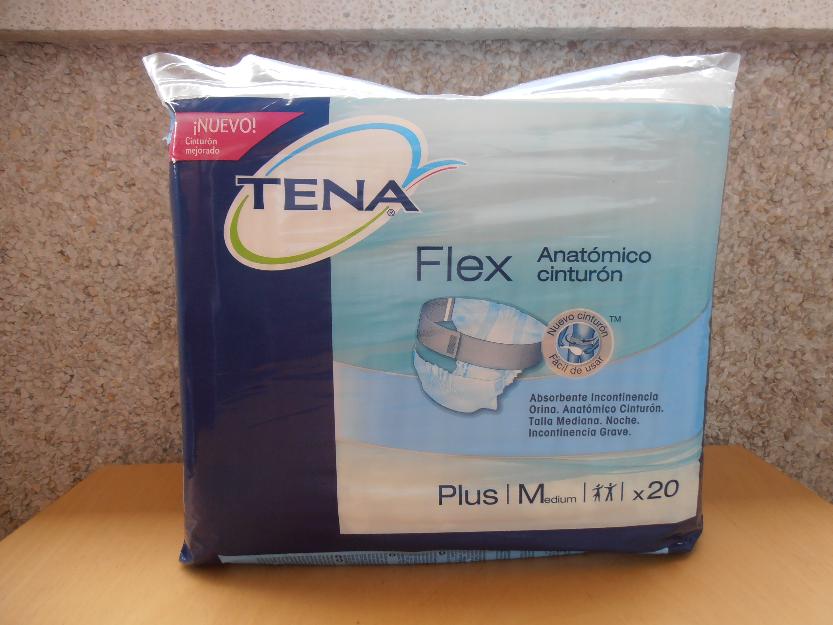 ¡NUEVO!
Cinturón
mejorado
TENA®
Flex
Anatómico
cinturón
Nuevo cinturón
Fácil de usar
TM
Absorbente Incontinencia
Orina. Anatómico Cinturón.
Talla Mediana. Noche.
Incontinencia Grave.
Plus | Medium | | x20